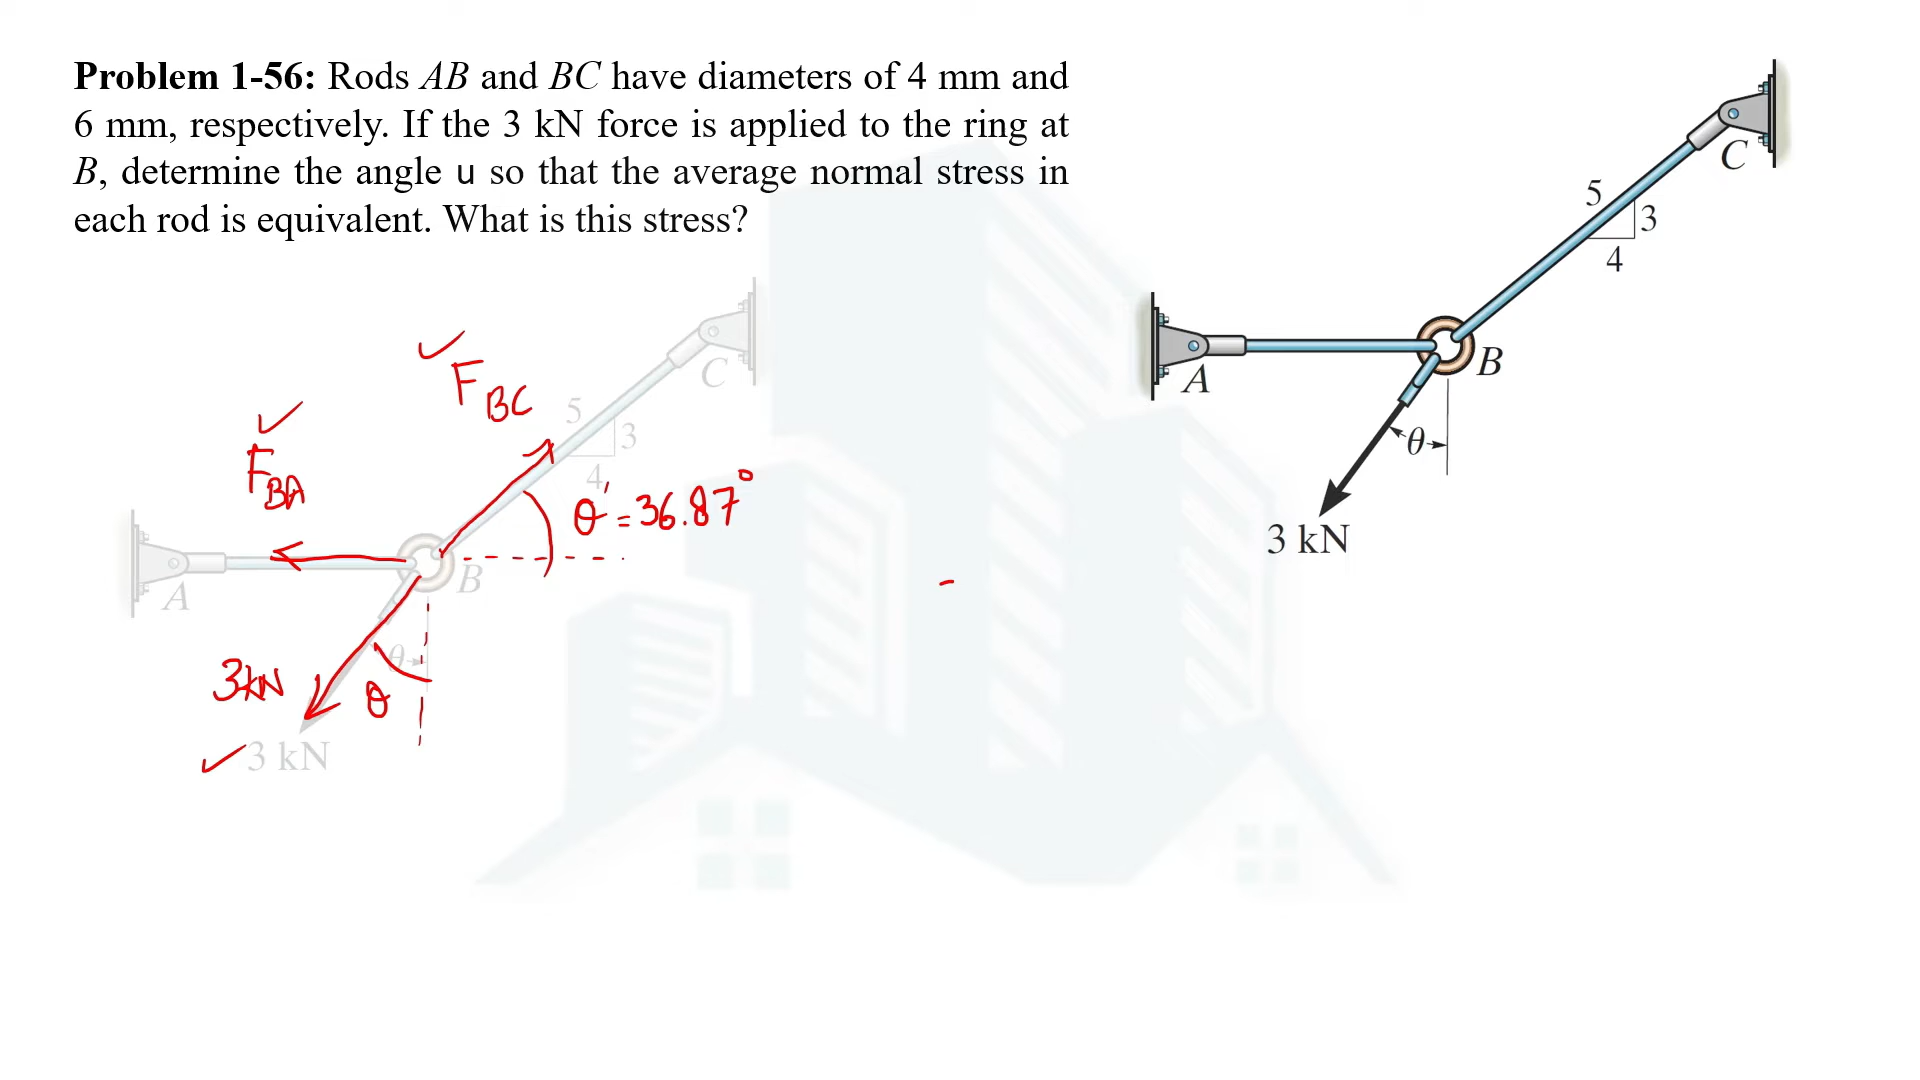 Problem 1-56: Rods AB and BC have diameters of 4 mm and
6 mm, respectively. If the 3 kN force is applied to the ring at
B, determine the angle u so that the average normal stress in
each rod is equivalent. What is this stress?
C
5
3
4
A
B
θ
3 kN
F BC
F BA
C
5
3
4
θ' = 36.87°
A
B
θ
3kN
θ
3 kN